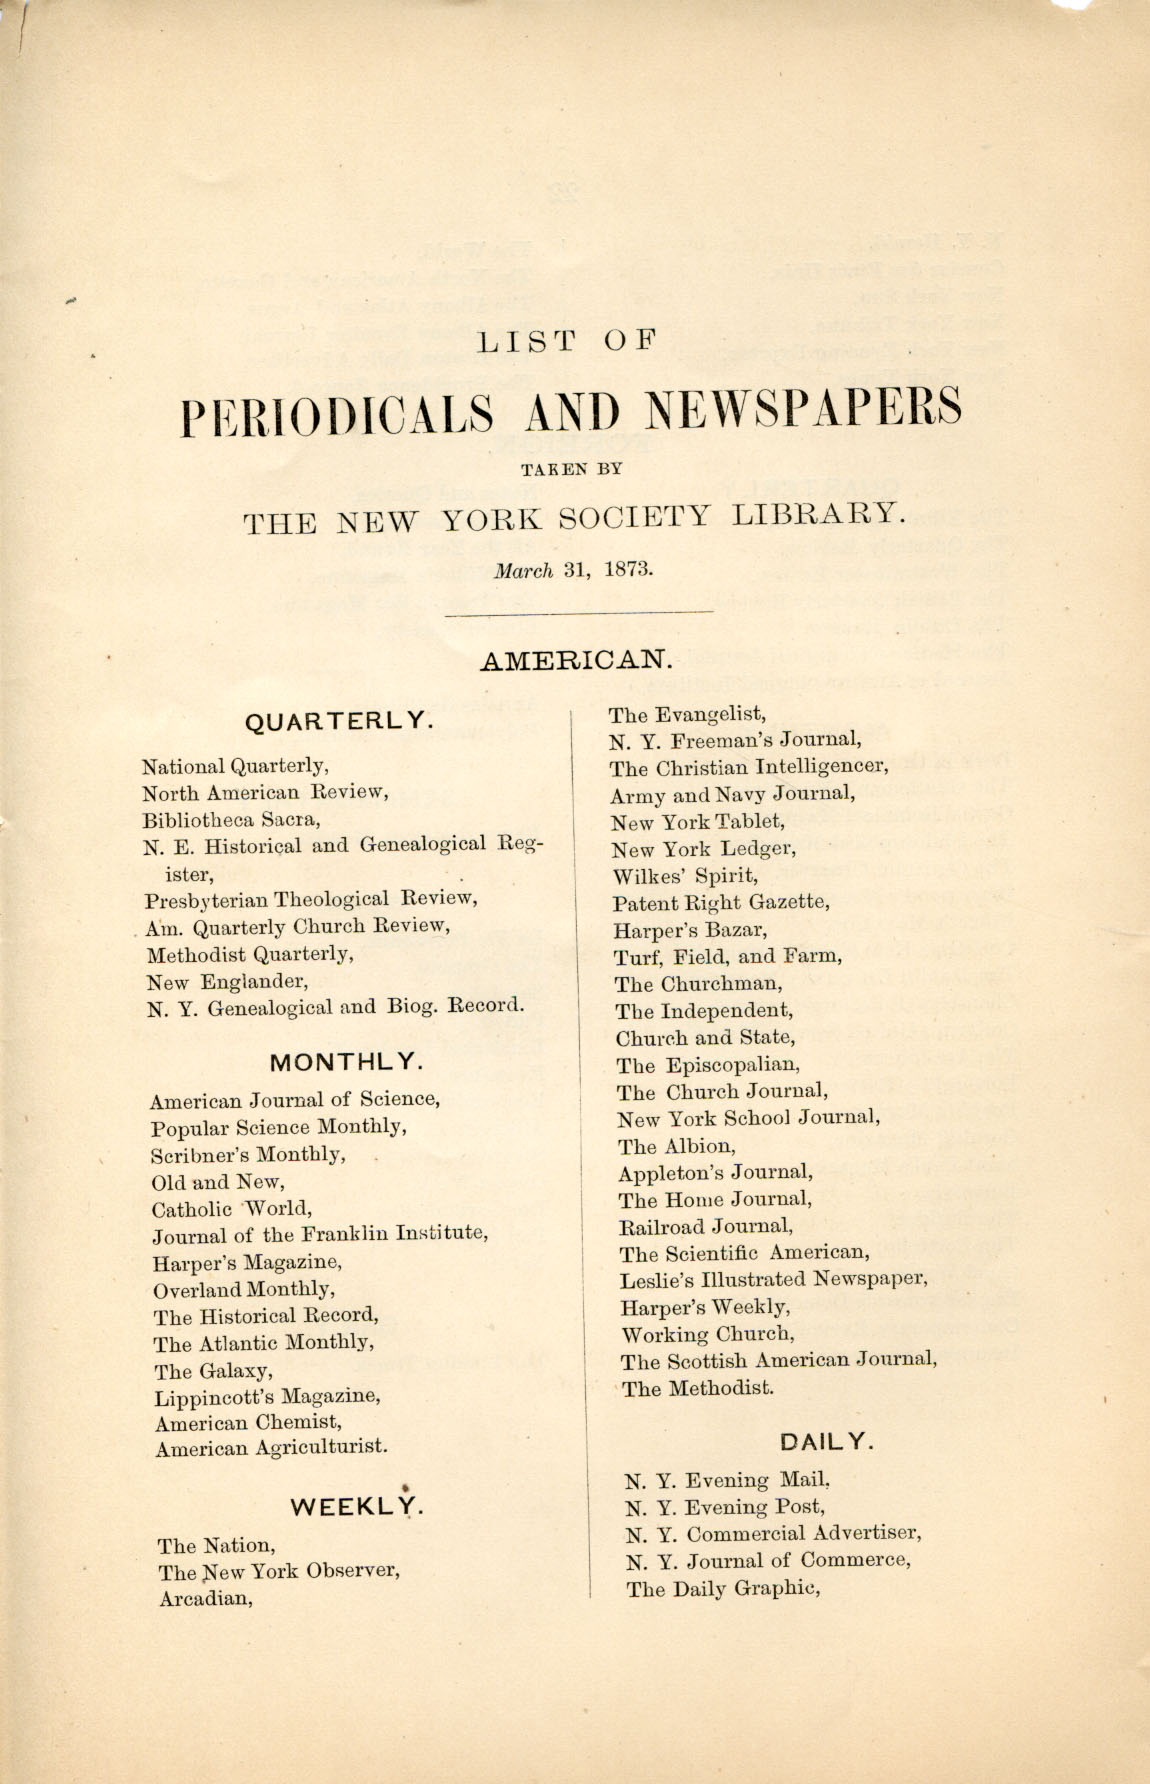 LIST OF
PERIODICALS AND NEWSPAPERS
TAKEN BY
THE NEW YORK SOCIETY LIBRARY.
March 31, 1873.
AMERICAN.
QUARTERLY.
National Quarterly,
North American Review,
Bibliotheca Sacra,
N. E. Historical and Genealogical Reg-
ister,
Presbyterian Theological Review,
Am. Quarterly Church Review,
Methodist Quarterly,
New Englander,
N. Y. Genealogical and Biog. Record.
MONTHLY.
American Journal of Science,
Popular Science Monthly,
Scribner's Monthly,
Old and New,
Catholic World,
Journal of the Franklin Institute,
Harper's Magazine,
Overland Monthly,
The Historical Record,
The Atlantic Monthly,
The Galaxy,
Lippincott's Magazine,
American Chemist,
American Agriculturist.
WEEKLY.
The Nation,
The New York Observer,
Arcadian,
The Evangelist,
N. Y. Freeman's Journal,
The Christian Intelligencer,
Army and Navy Journal,
New York Tablet,
New York Ledger,
Wilkes' Spirit,
Patent Right Gazette,
Harper's Bazar,
Turf, Field, and Farm,
The Churchman,
The Independent,
Church and State,
The Episcopalian,
The Church Journal,
New York School Journal,
The Albion,
Appleton's Journal,
The Home Journal,
Railroad Journal,
The Scientific American,
Leslie's Illustrated Newspaper,
Harper's Weekly,
Working Church,
The Scottish American Journal,
The Methodist.
DAILY.
N. Y. Evening Mail,
N. Y. Evening Post,
N. Y. Commercial Advertiser,
N. Y. Journal of Commerce,
The Daily Graphic,